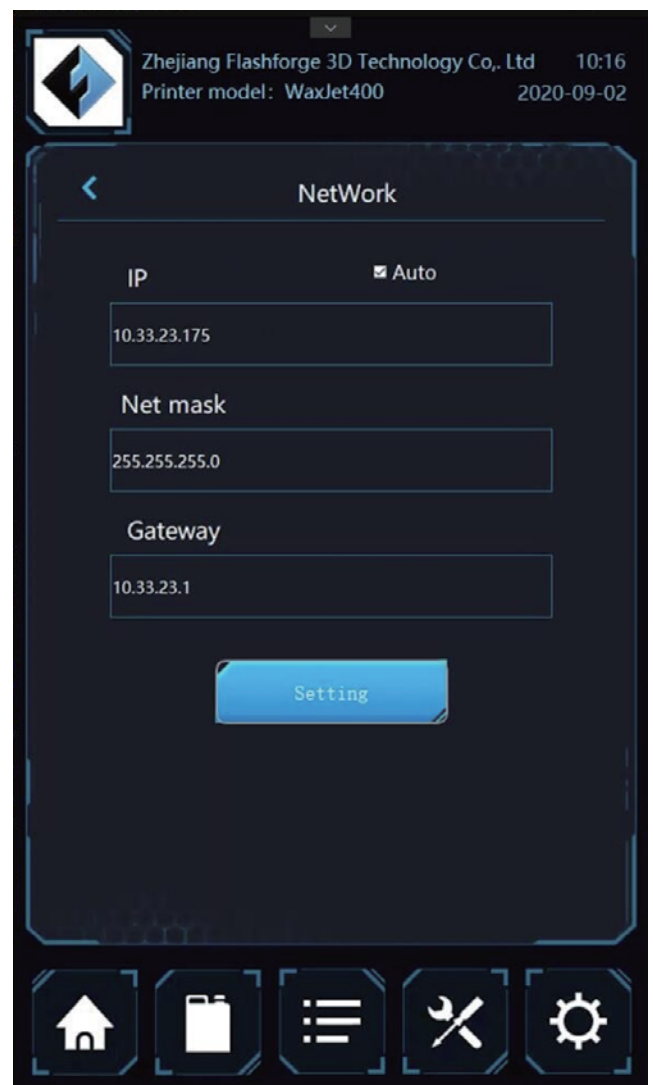 Zhejiang Flashforge 3D Technology Co,. Ltd 10:16
Printer model: WaxJet400 2020-09-02
NetWork
IP Auto
10.33.23.175
Net mask
255.255.255.0
Gateway
10.33.23.1
Setting